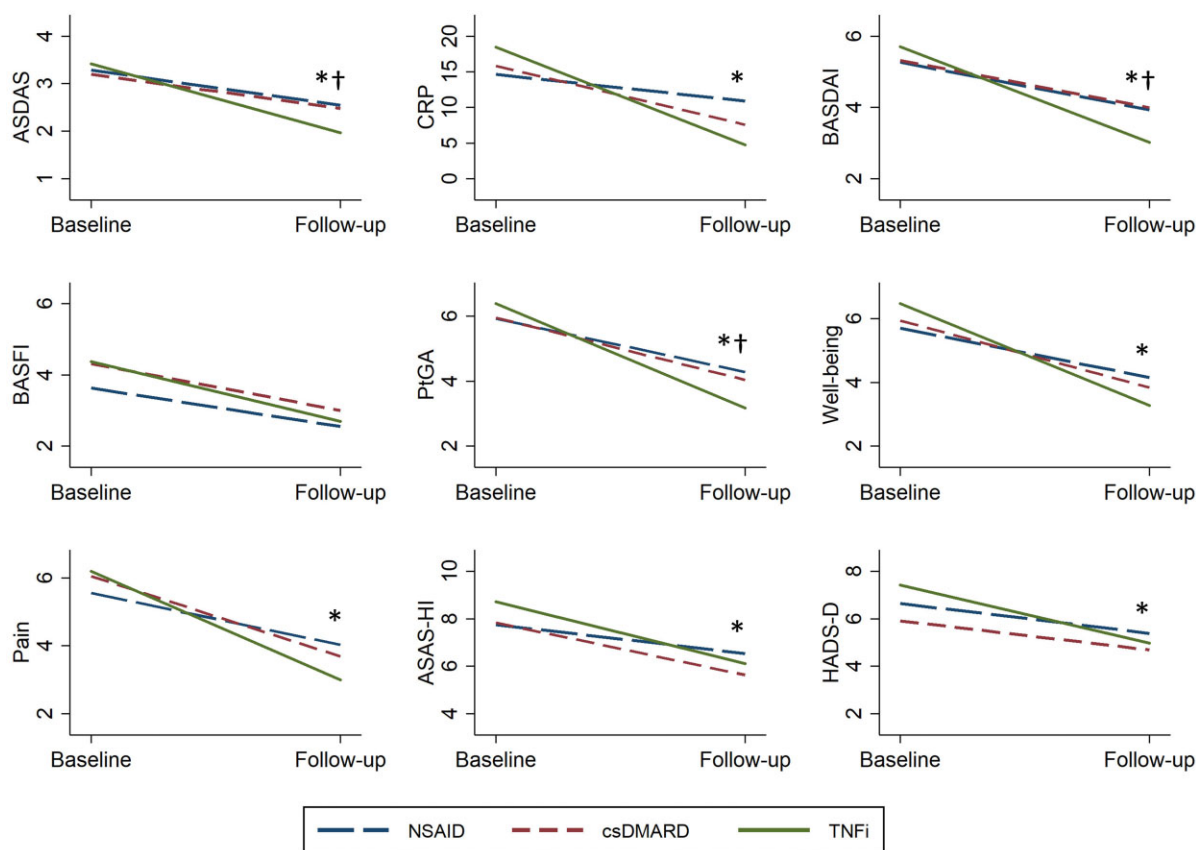 ASDAS
4
3
2
1
*†
Baseline Follow-up
CRP
20
15
10
5
0
*
Baseline Follow-up
BASDAI
6
4
2
*†
Baseline Follow-up
BASFI
6
4
2
Baseline Follow-up
PtGA
6
4
2
*†
Baseline Follow-up
Well-being
6
4
2
*
Baseline Follow-up
Pain
6
4
2
*
Baseline Follow-up
ASAS-HI
10
8
6
4
*
Baseline Follow-up
HADS-D
8
6
4
2
*
Baseline Follow-up
NSAID csDMARD TNFi